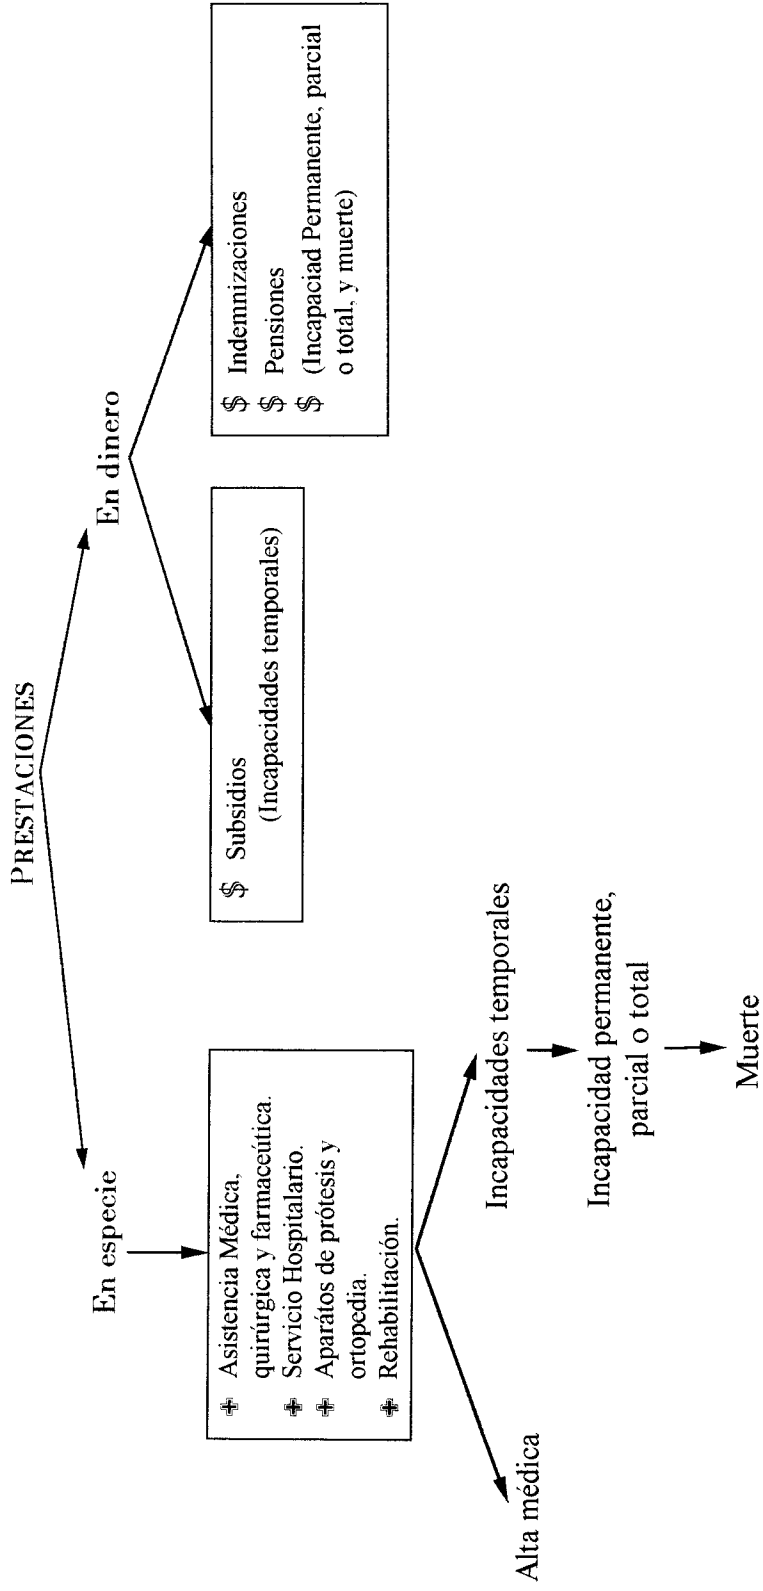 PRESTACIONES
En especie
En dinero
✚ Asistencia Médica,
quirúrgica y farmaceútica.
✚ Servicio Hospitalario.
✚ Aparátos de prótesis y
ortopedia.
✚ Rehabilitación.
$ Subsidios
(Incapacidades temporales)
$ Indemnizaciones
$ Pensiones
$ (Incapaciad Permanente, parcial
o total, y muerte)
Alta médica
Incapacidades temporales
Incapacidad permanente,
parcial o total
Muerte